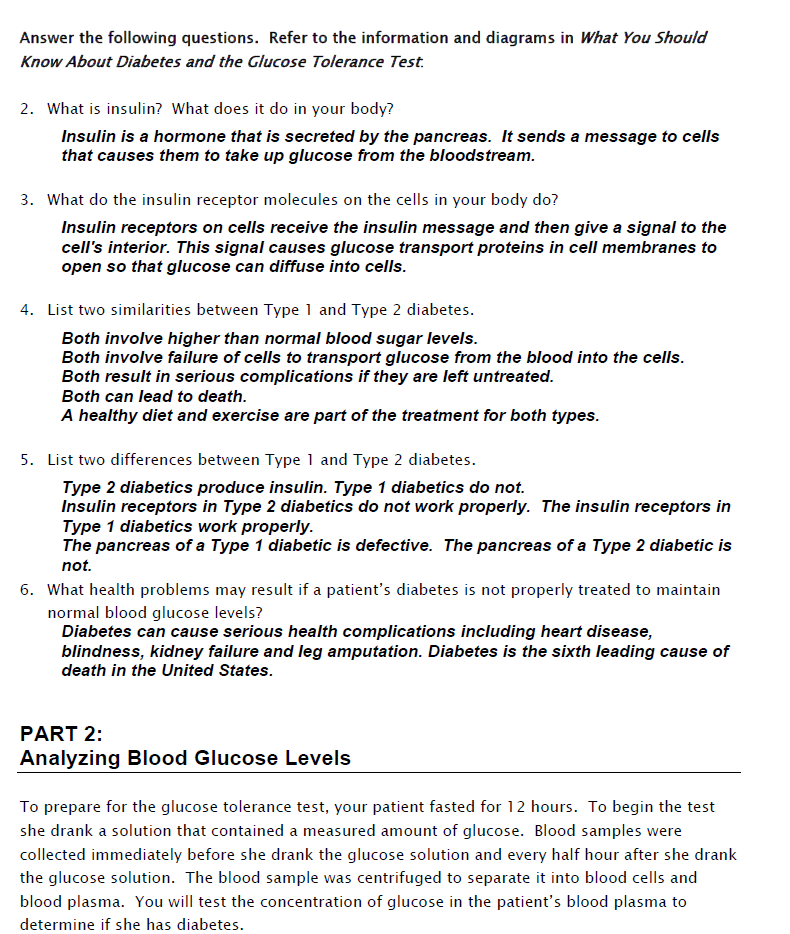 Answer the following questions.  Refer to the information and diagrams in What You Should
Know About Diabetes and the Glucose Tolerance Test.
2.  What is insulin?  What does it do in your body?
Insulin is a hormone that is secreted by the pancreas.  It sends a message to cells
that causes them to take up glucose from the bloodstream.
3.  What do the insulin receptor molecules on the cells in your body do?
Insulin receptors on cells receive the insulin message and then give a signal to the
cell's interior. This signal causes glucose transport proteins in cell membranes to
open so that glucose can diffuse into cells.
4.  List two similarities between Type 1 and Type 2 diabetes.
Both involve higher than normal blood sugar levels.
Both involve failure of cells to transport glucose from the blood into the cells.
Both result in serious complications if they are left untreated.
Both can lead to death.
A healthy diet and exercise are part of the treatment for both types.
5.  List two differences between Type 1 and Type 2 diabetes.
Type 2 diabetics produce insulin. Type 1 diabetics do not.
Insulin receptors in Type 2 diabetics do not work properly.  The insulin receptors in
Type 1 diabetics work properly.
The pancreas of a Type 1 diabetic is defective.  The pancreas of a Type 2 diabetic is
not.
6.  What health problems may result if a patient's diabetes is not properly treated to maintain
normal blood glucose levels?
Diabetes can cause serious health complications including heart disease,
blindness, kidney failure and leg amputation. Diabetes is the sixth leading cause of
death in the United States.
PART 2:
Analyzing Blood Glucose Levels
To prepare for the glucose tolerance test, your patient fasted for 12 hours.  To begin the test
she drank a solution that contained a measured amount of glucose.  Blood samples were
collected immediately before she drank the glucose solution and every half hour after she drank
the glucose solution.  The blood sample was centrifuged to separate it into blood cells and
blood plasma.  You will test the concentration of glucose in the patient's blood plasma to
determine if she has diabetes.